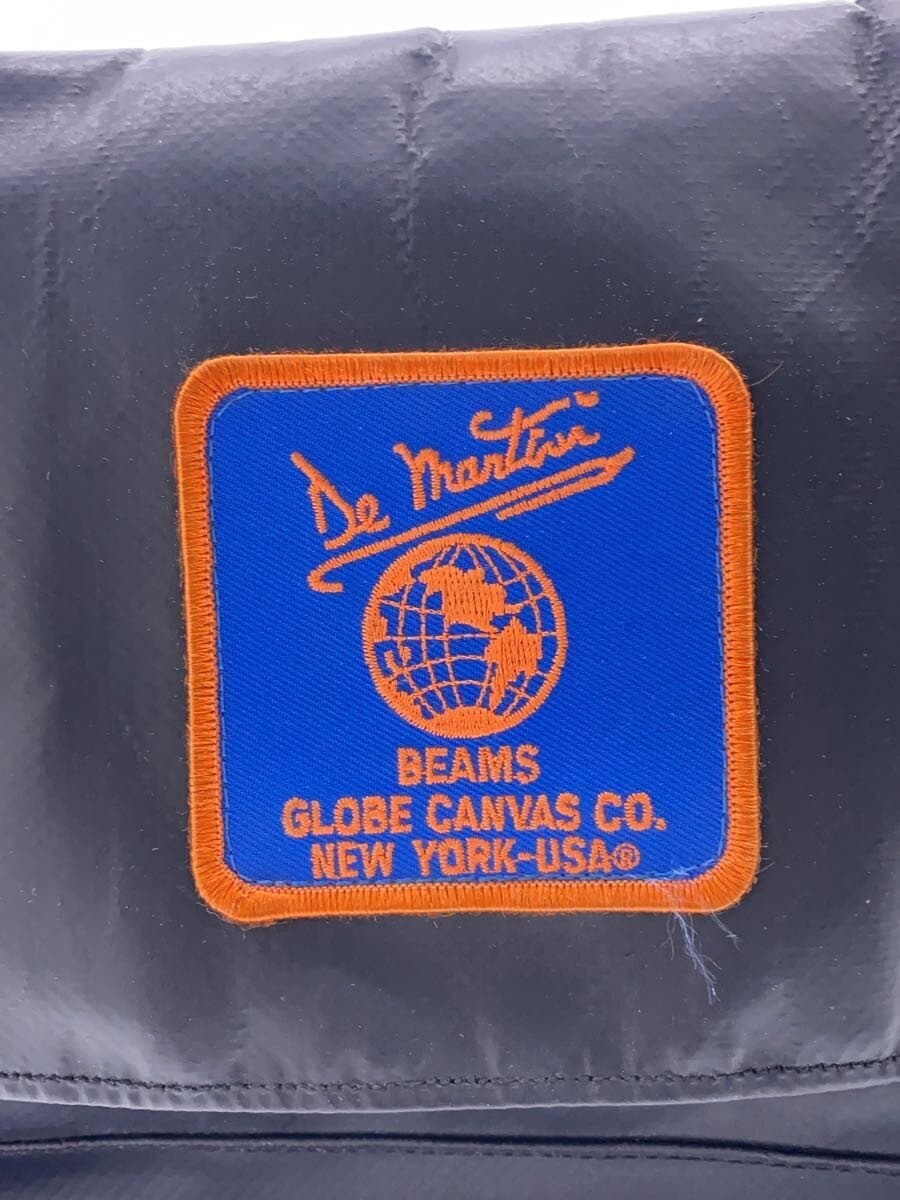 De Martini
BEAMS
GLOBE CANVAS CO.
NEW YORK-USA®